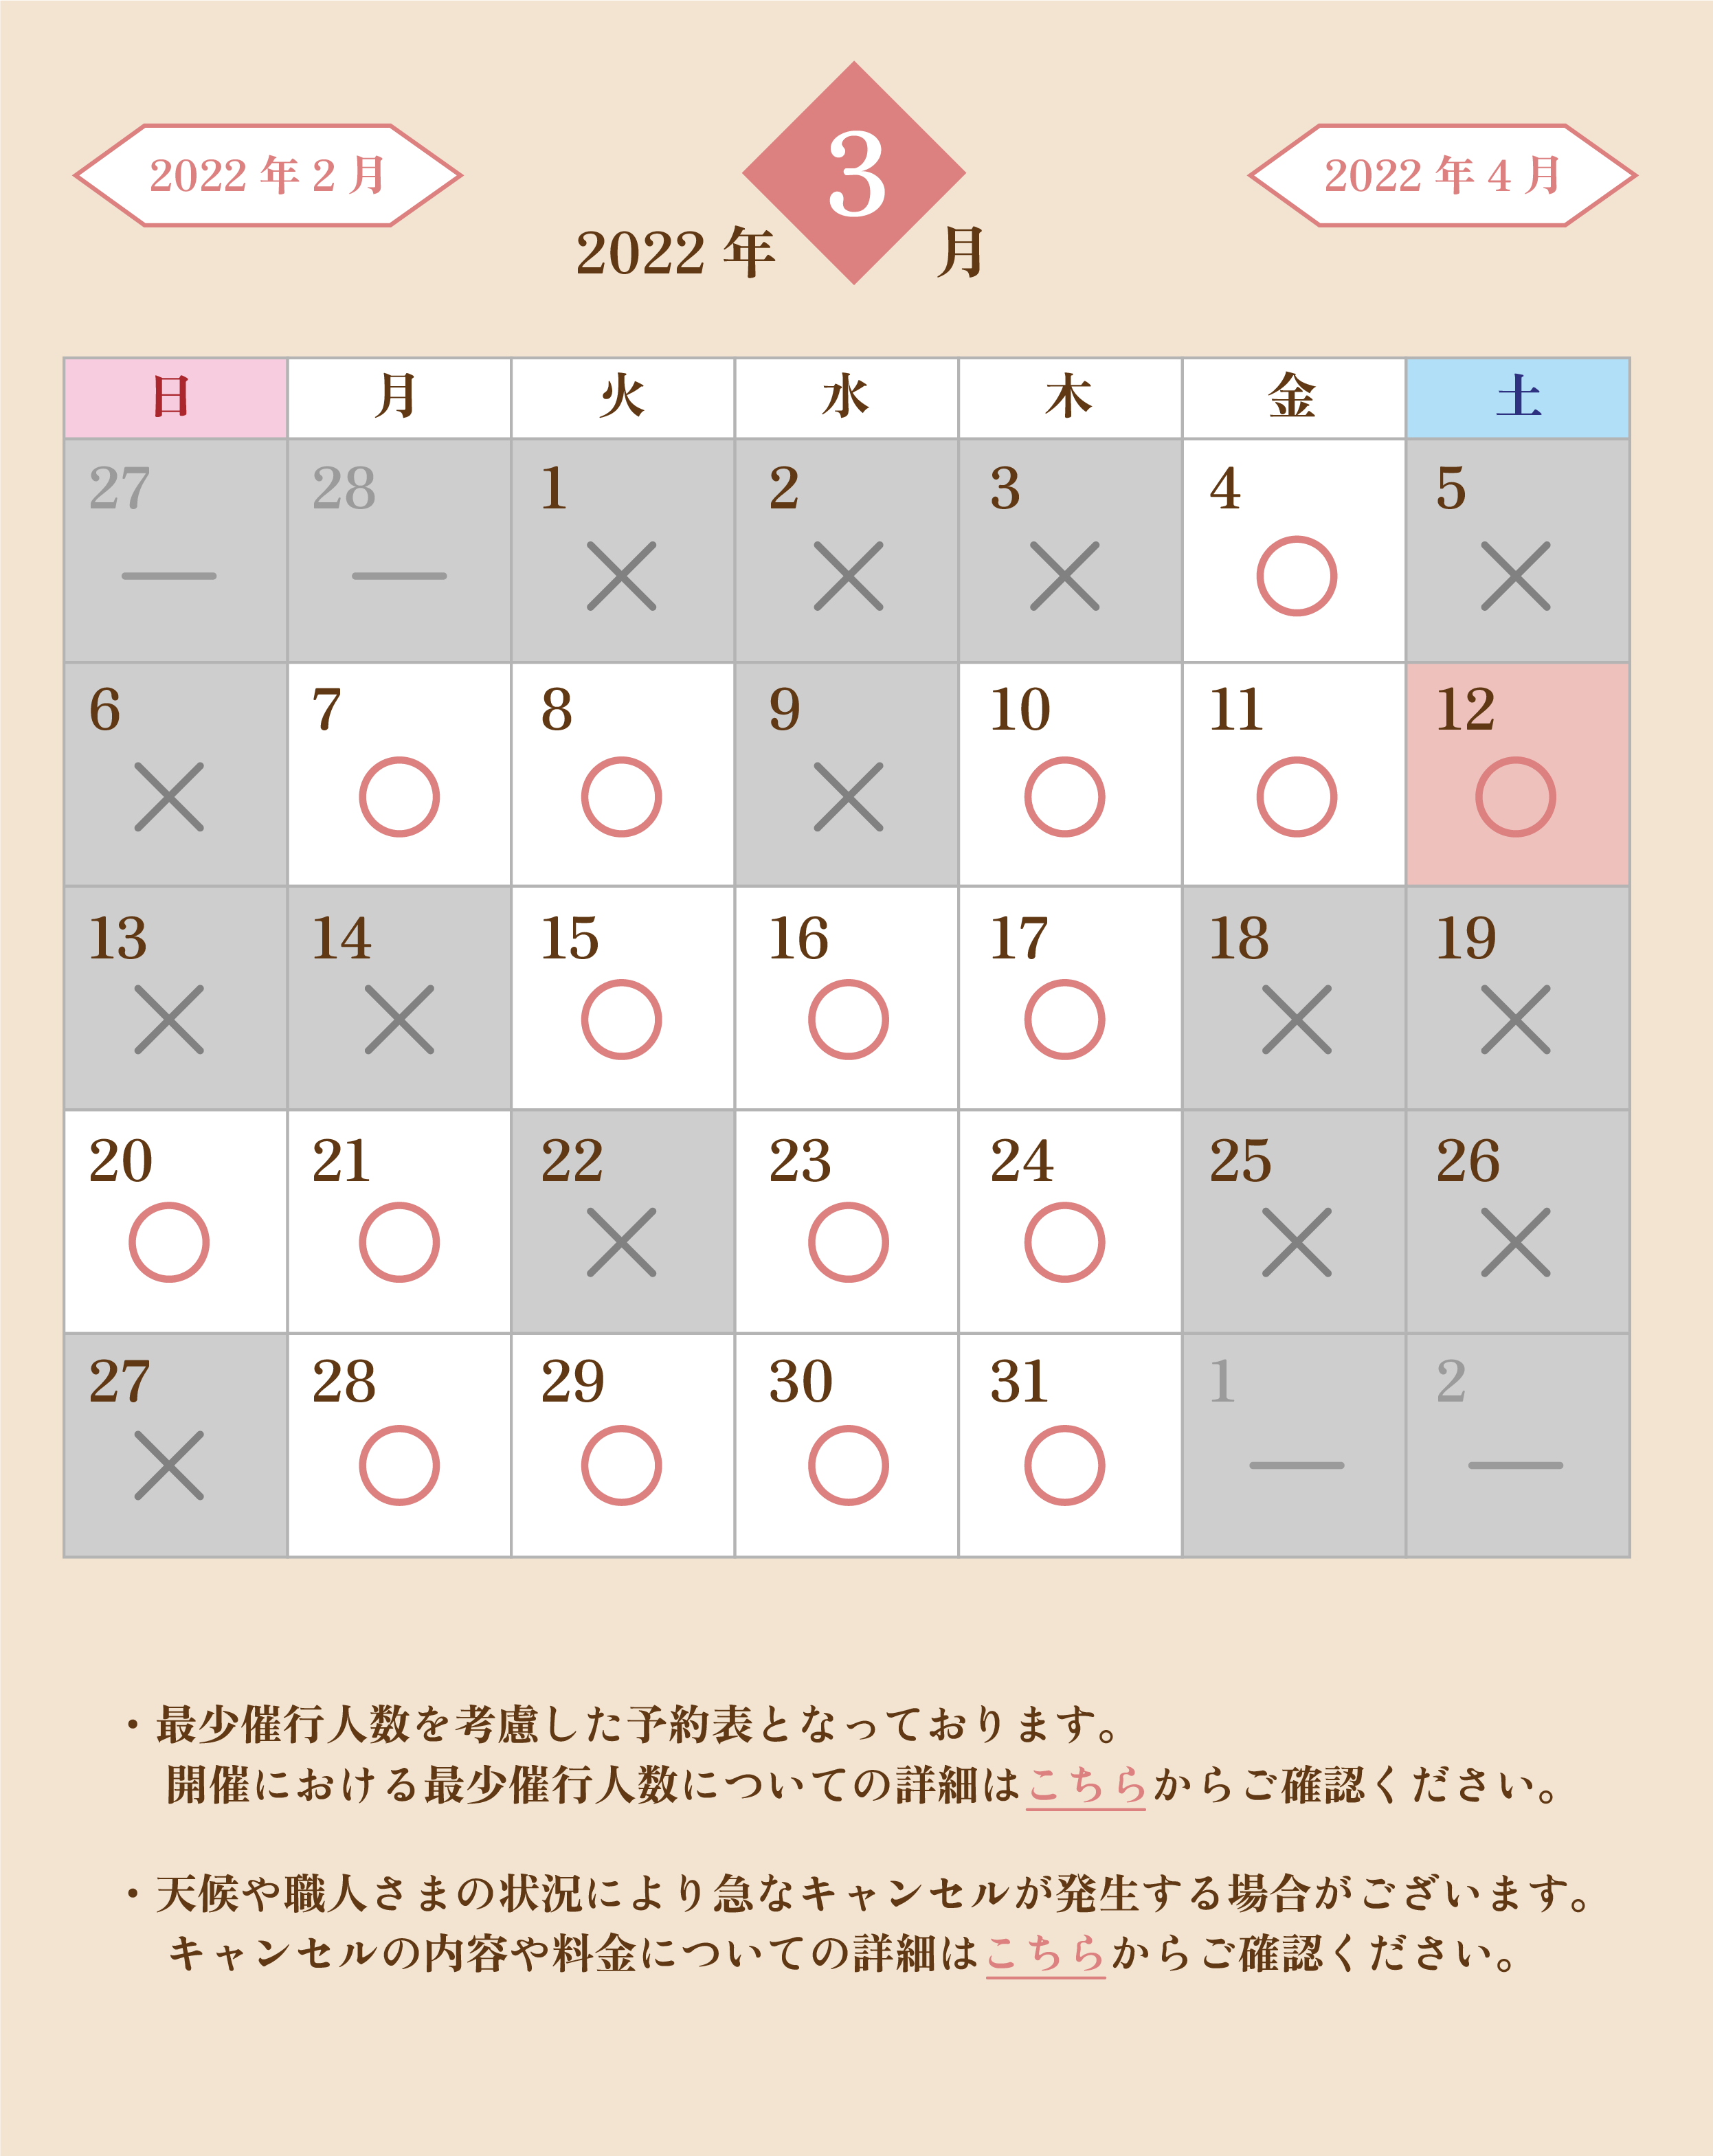 2022 年 2 月
2022 年 3 月
2022 年 4 月
日 月 火 水 木 金 土
27 28 1 2 3 4 5
6 7 8 9 10 11 12
13 14 15 16 17 18 19
20 21 22 23 24 25 26
27 28 29 30 31 1 2
・最少催行人数を考慮した予約表となっております。
開催における最少催行人数についての詳細はこちらからご確認ください。
・天候や職人さまの状況により急なキャンセルが発生する場合がございます。
キャンセルの内容や料金についての詳細はこちらからご確認ください。